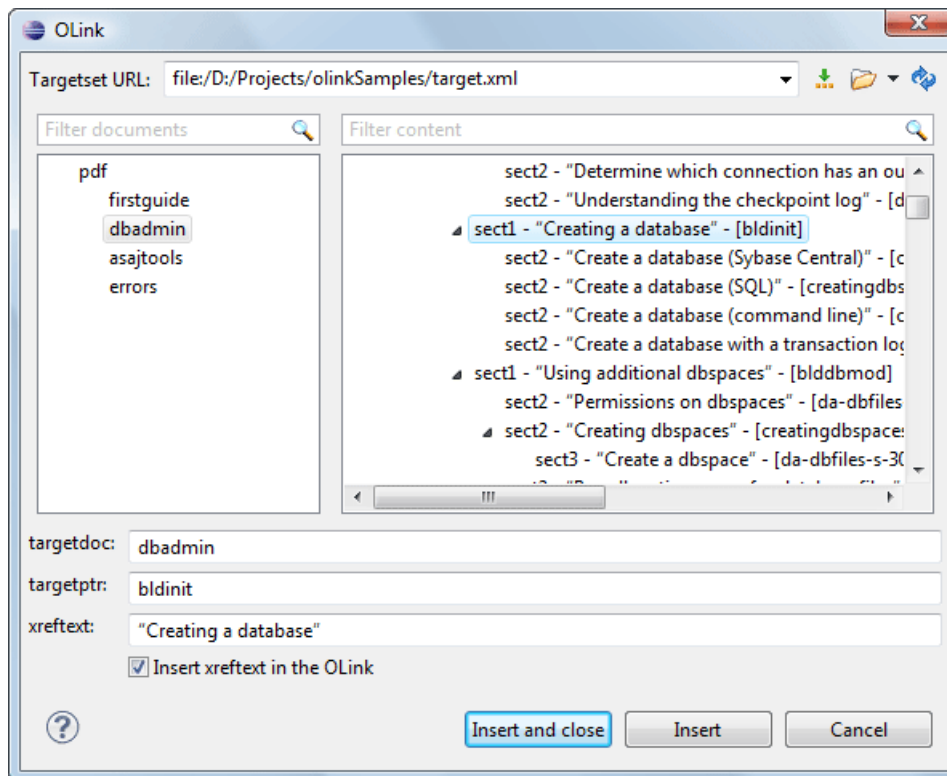 OLink
Targetset URL: file:/D:/Projects/olinkSamples/target.xml
Filter documents
Filter content
pdf
firstguide
dbadmin
asajtools
errors
sect2 - "Determine which connection has an ou
sect2 - "Understanding the checkpoint log" - [d
sect1 - "Creating a database" - [bldinit]
sect2 - "Create a database (Sybase Central)" - [c
sect2 - "Create a database (SQL)" - [creatingdbs
sect2 - "Create a database (command line)" - [c
sect2 - "Create a database with a transaction log
sect1 - "Using additional dbspaces" - [blddbmod]
sect2 - "Permissions on dbspaces" - [da-dbfiles
sect2 - "Creating dbspaces" - [creatingdbspaces
sect3 - "Create a dbspace" - [da-dbfiles-s-30
targetdoc: dbadmin
targetptr: bldinit
xreftext: "Creating a database"
Insert xreftext in the OLink
Insert and close
Insert
Cancel